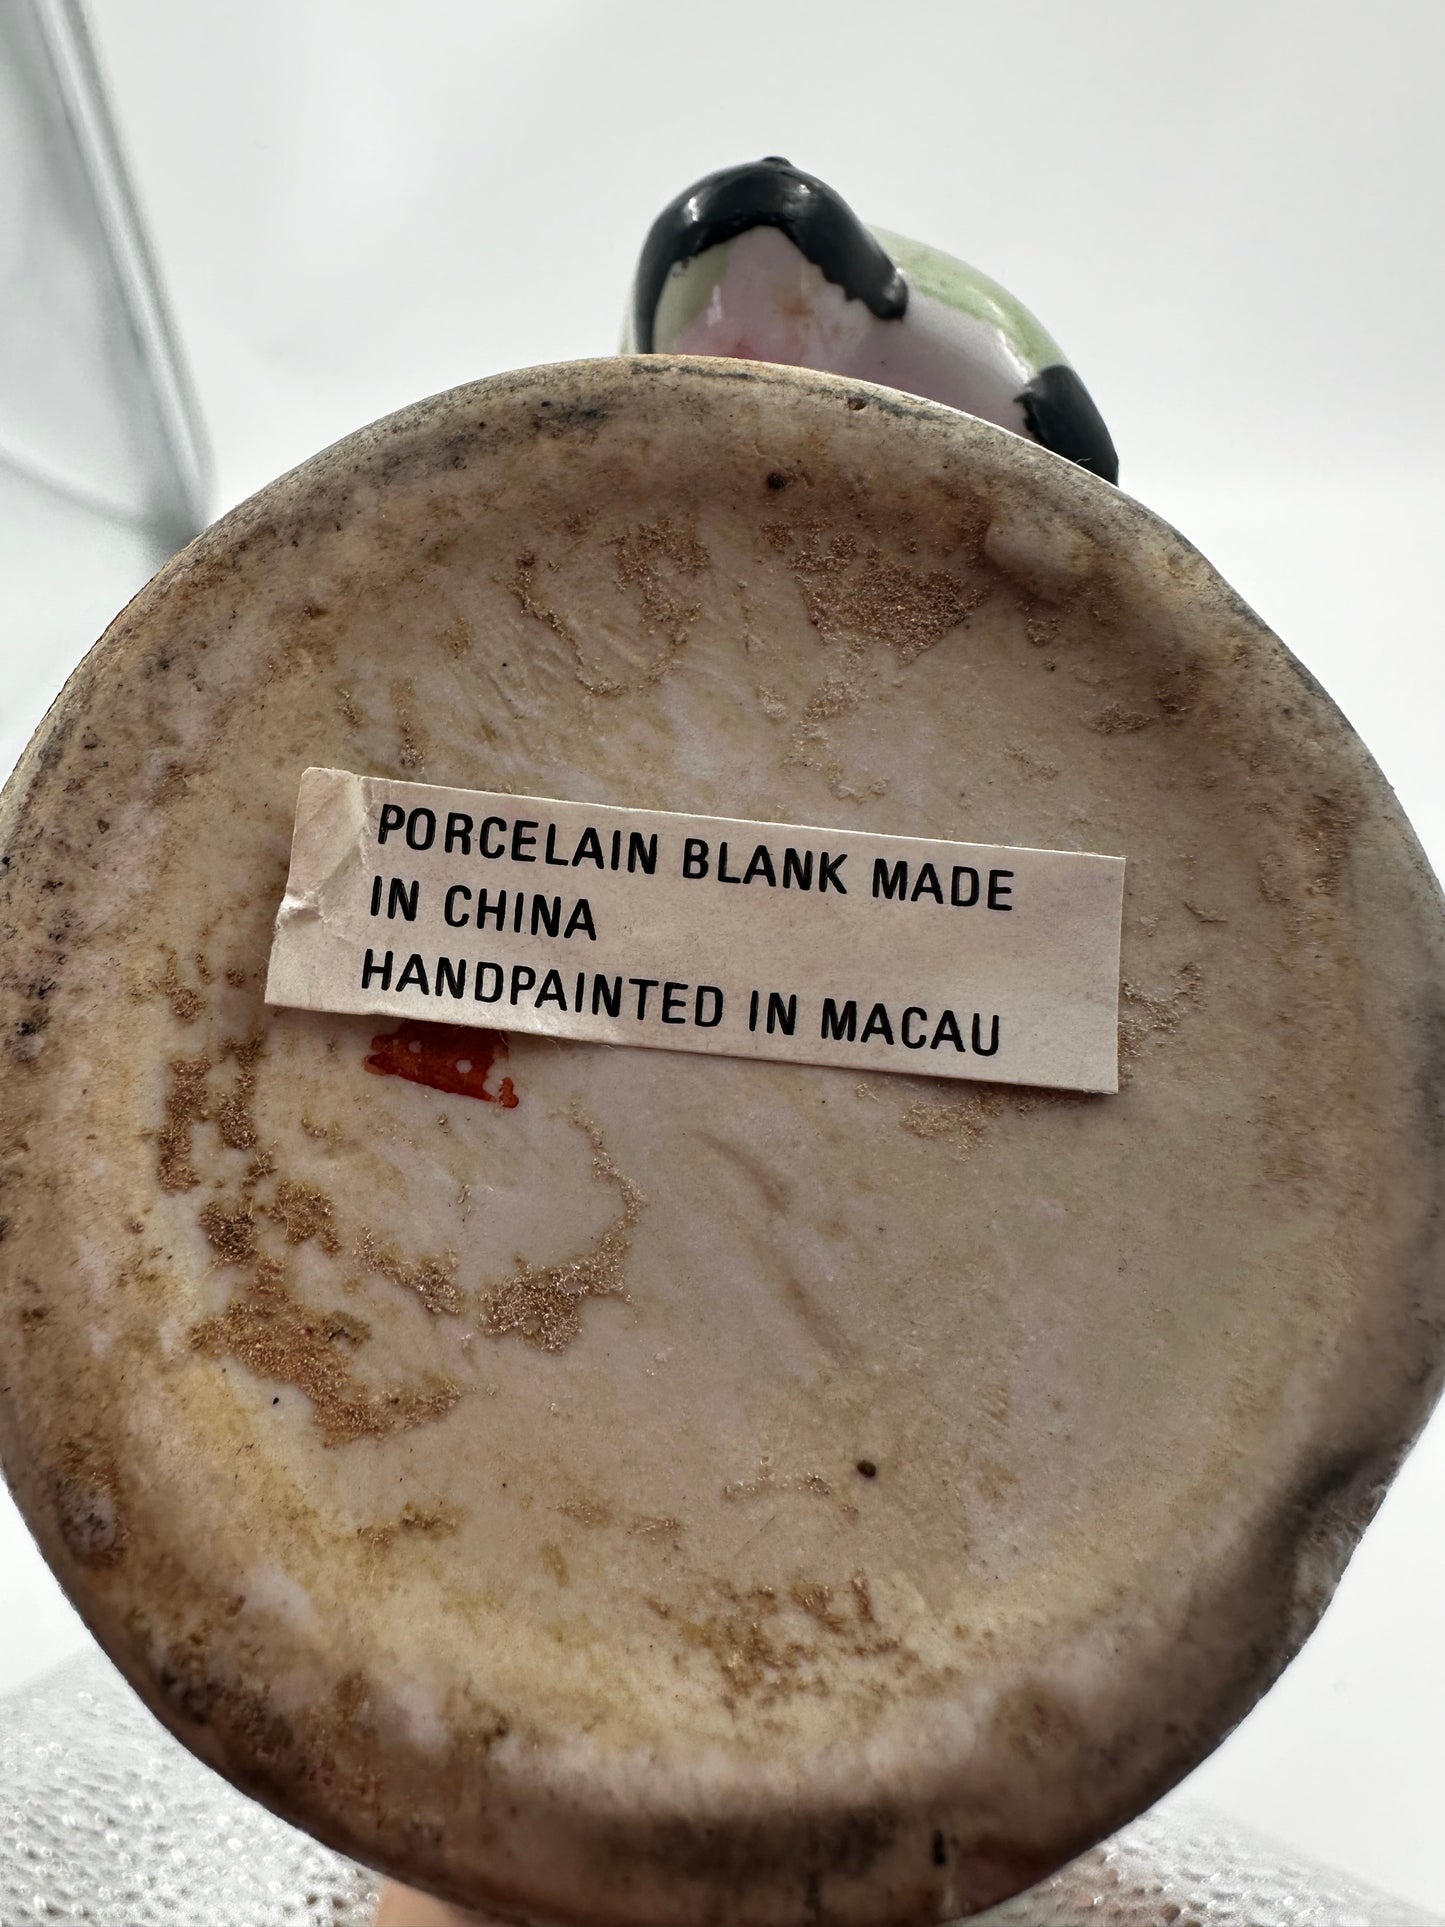 PORCELAIN BLANK MADE
IN CHINA
HANDPAINTED IN MACAU